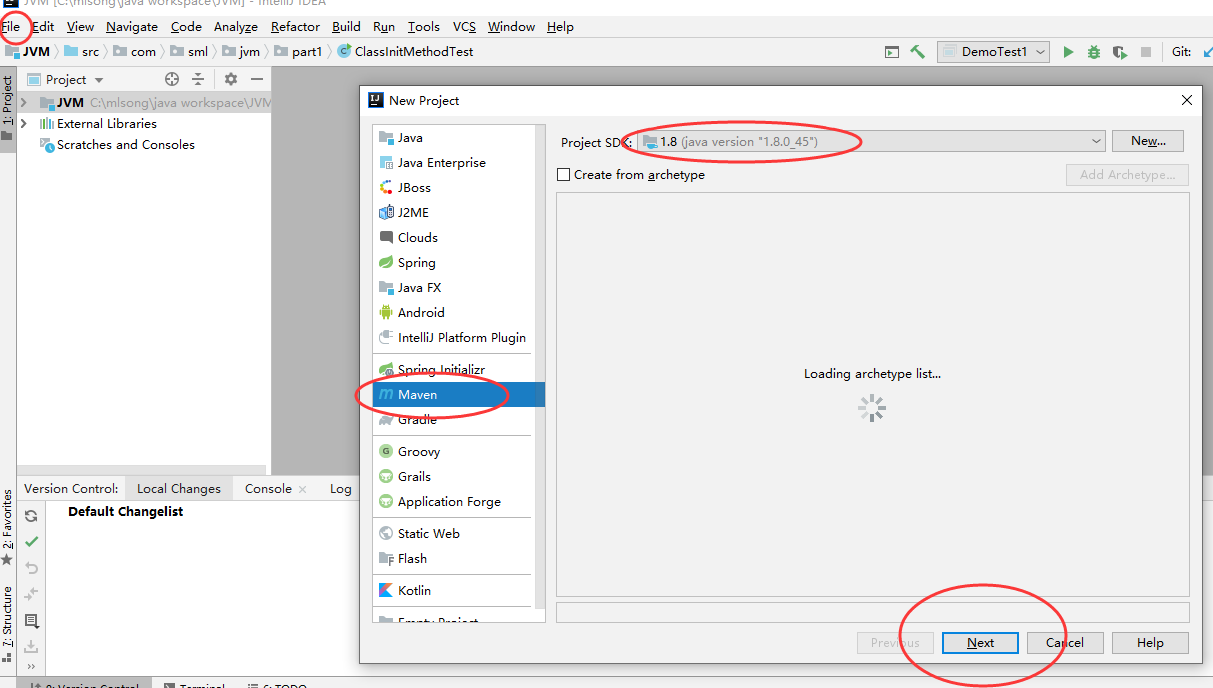 JVM [C:\mlsong\java workspace\JVM] - IntelliJ IDEA
File Edit View Navigate Code Analyze Refactor Build Run Tools VCS Window Help
JVM src com sml jvm part1 ClassInitMethodTest DemoTest1 Git:
1: Project
Project
JVM C:\mlsong\java workspace\JVM
External Libraries
Scratches and Consoles
New Project
Java
Java Enterprise
JBoss
J2ME
Clouds
Spring
Java FX
Android
IntelliJ Platform Plugin
Spring Initializr
Maven
Gradle
Groovy
Grails
Application Forge
Static Web
Flash
Kotlin
Empty Project
Project SDK: 1.8 (java version "1.8.0_45") New...
Create from archetype Add Archetype...
Loading archetype list...
Previous Next Cancel Help
Version Control: Local Changes Console Log
Default Changelist
2: Favorites
7: Structure
9: Version Control Terminal 6: TODO